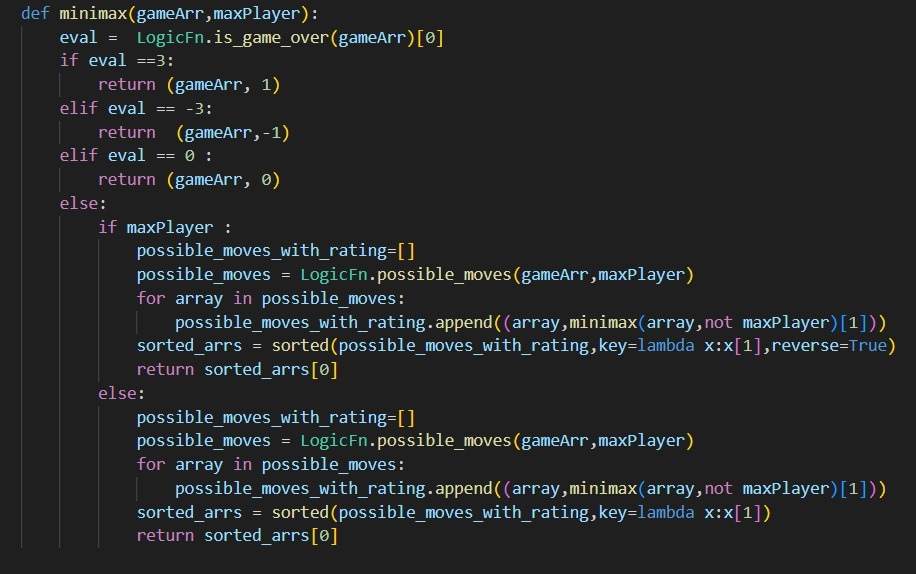 def minimax(gameArr,maxPlayer):
    eval =  LogicFn.is_game_over(gameArr)[0]
    if eval ==3:
        return (gameArr, 1)
    elif eval == -3:
        return  (gameArr,-1)
    elif eval == 0 :
        return (gameArr, 0)
    else:
        if maxPlayer :
            possible_moves_with_rating=[]
            possible_moves = LogicFn.possible_moves(gameArr,maxPlayer)
            for array in possible_moves:
                possible_moves_with_rating.append((array,minimax(array,not maxPlayer)[1]))
            sorted_arrs = sorted(possible_moves_with_rating,key=lambda x:x[1],reverse=True)
            return sorted_arrs[0]
        else:
            possible_moves_with_rating=[]
            possible_moves = LogicFn.possible_moves(gameArr,maxPlayer)
            for array in possible_moves:
                possible_moves_with_rating.append((array,minimax(array,not maxPlayer)[1]))
            sorted_arrs = sorted(possible_moves_with_rating,key=lambda x:x[1])
            return sorted_arrs[0]